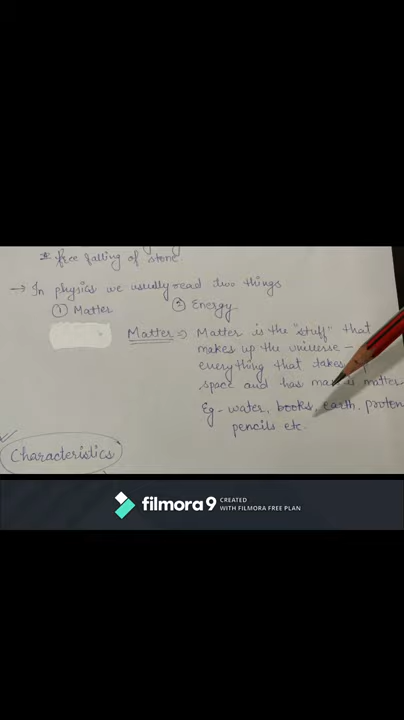 * free falling of stone
→ In physics we usually read two things
① Matter ② Energy
Matter ⇒ Matter is the "stuff" that
makes up the universe –
everything that takes
space and has mass is matter
Eg - water, books, earth, proton
pencils etc.
Characteristics
filmora9 CREATED
WITH FILMORA FREE PLAN